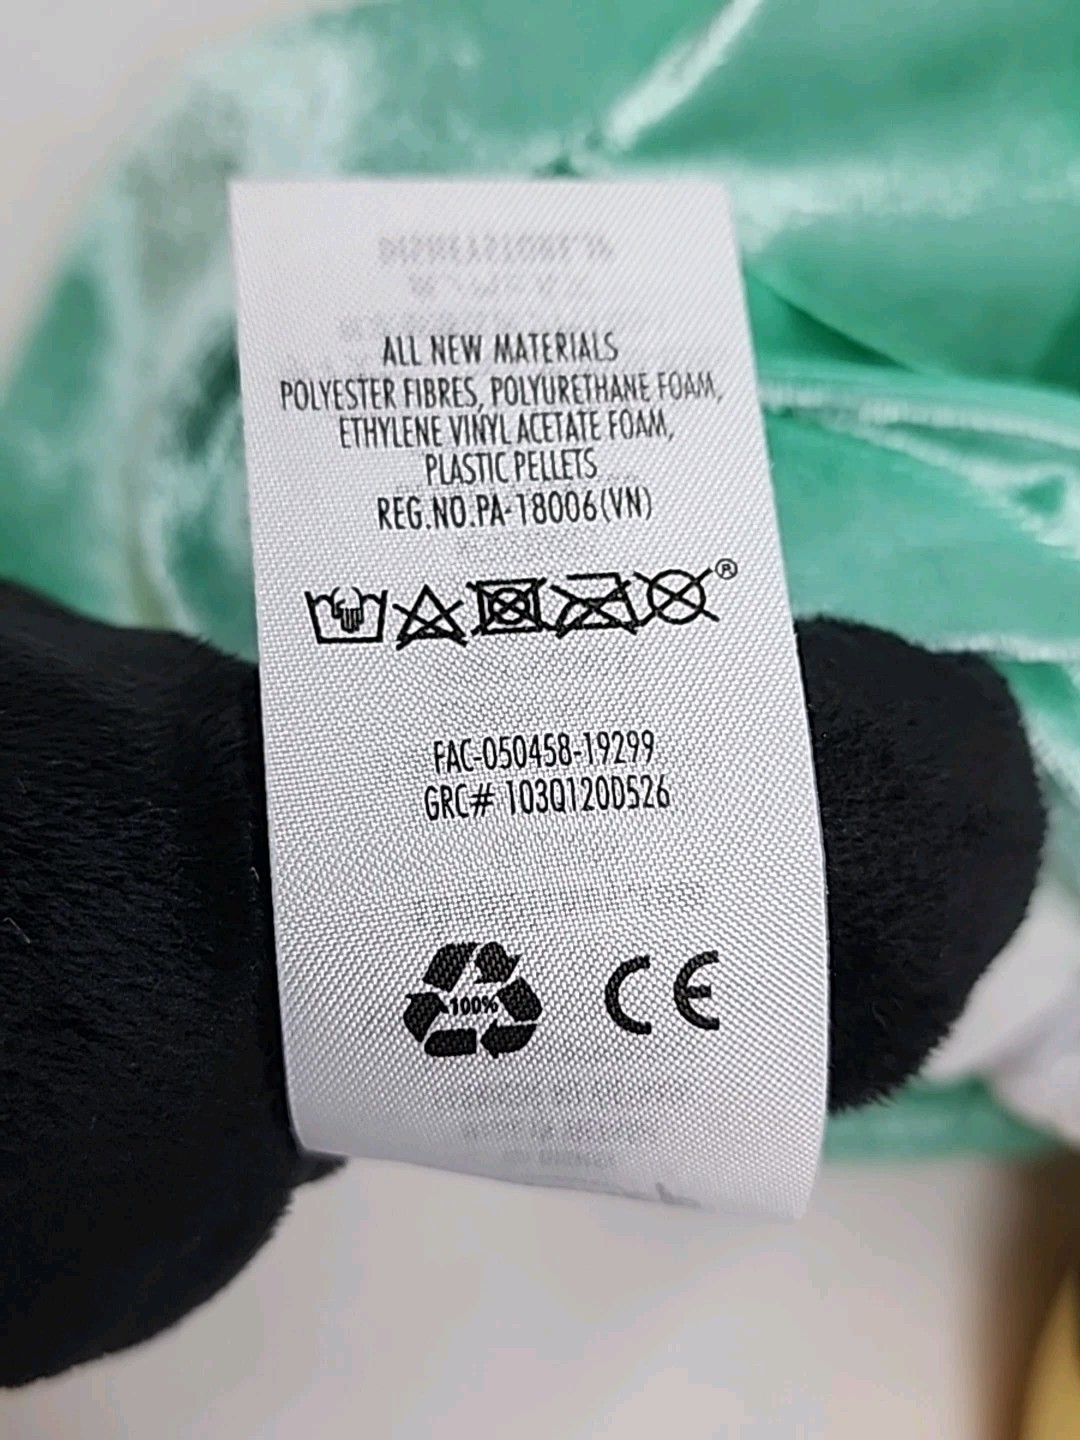 ALL NEW MATERIALS
POLYESTER FIBRES, POLYURETHANE FOAM,
ETHYLENE VINYL ACETATE FOAM,
PLASTIC PELLETS
REG.NO.PA-18006(VN)
®
FAC-050458-19299
GRC# 103Q120D526
100%
CE